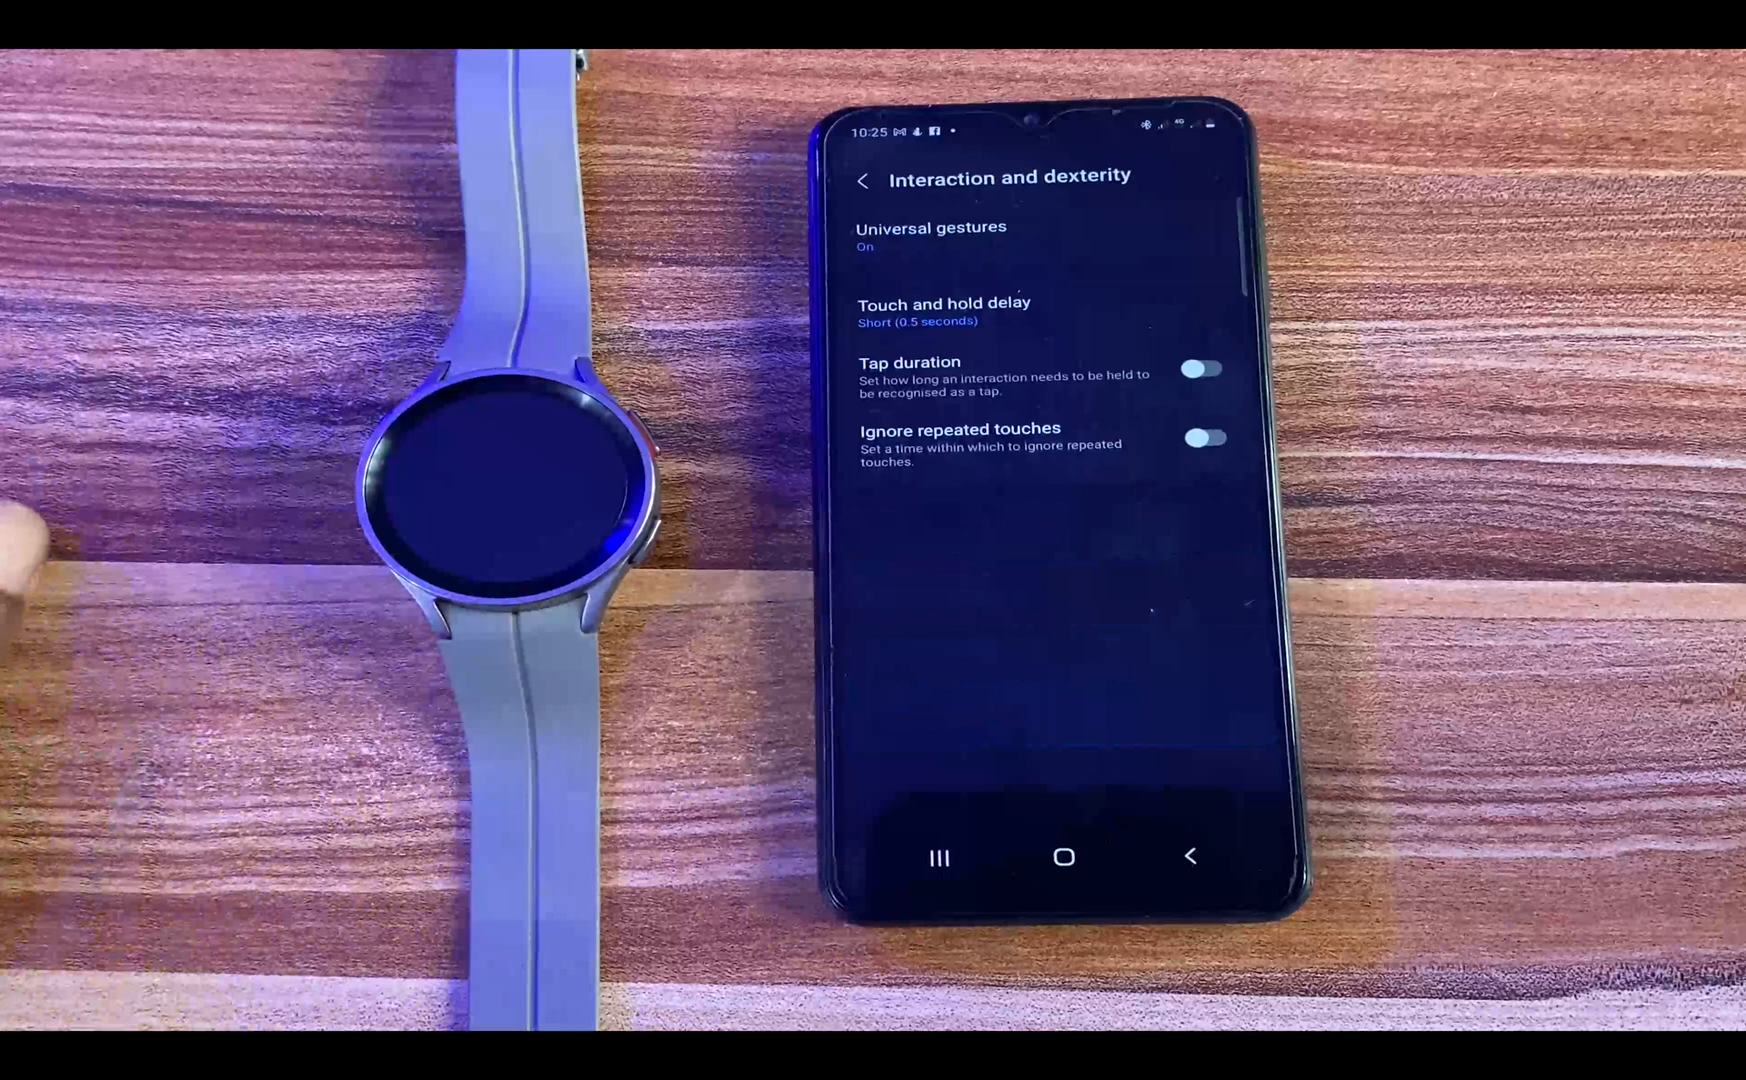 10:25
4G
Interaction and dexterity
Universal gestures
On
Touch and hold delay
Short (0.5 seconds)
Tap duration
Set how long an interaction needs to be held to
be recognised as a tap.
Ignore repeated touches
Set a time within which to ignore repeated
touches.